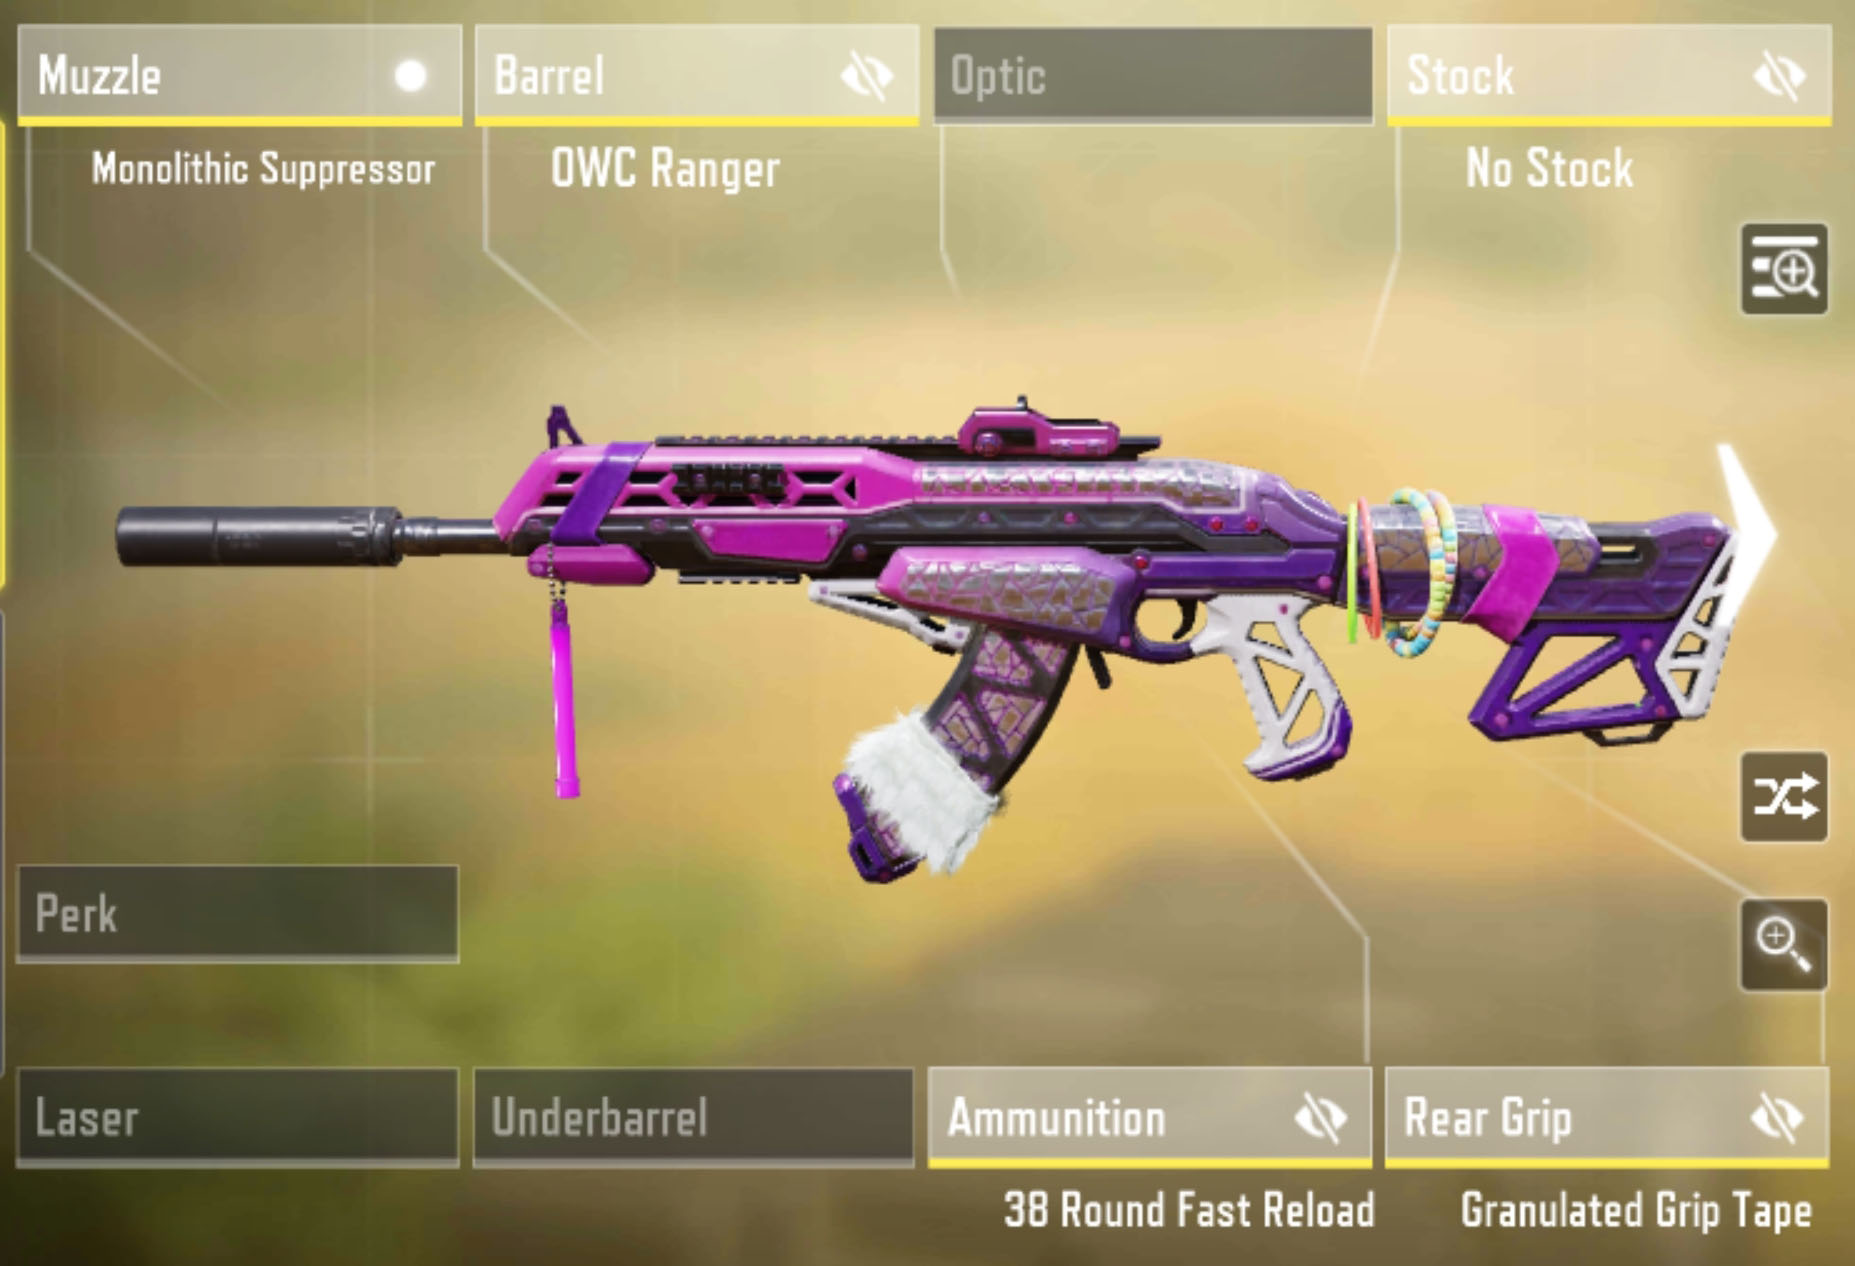 Muzzle
Barrel
Optic
Stock
Monolithic Suppressor
OWC Ranger
No Stock
Perk
Laser
Underbarrel
Ammunition
Rear Grip
38 Round Fast Reload
Granulated Grip Tape